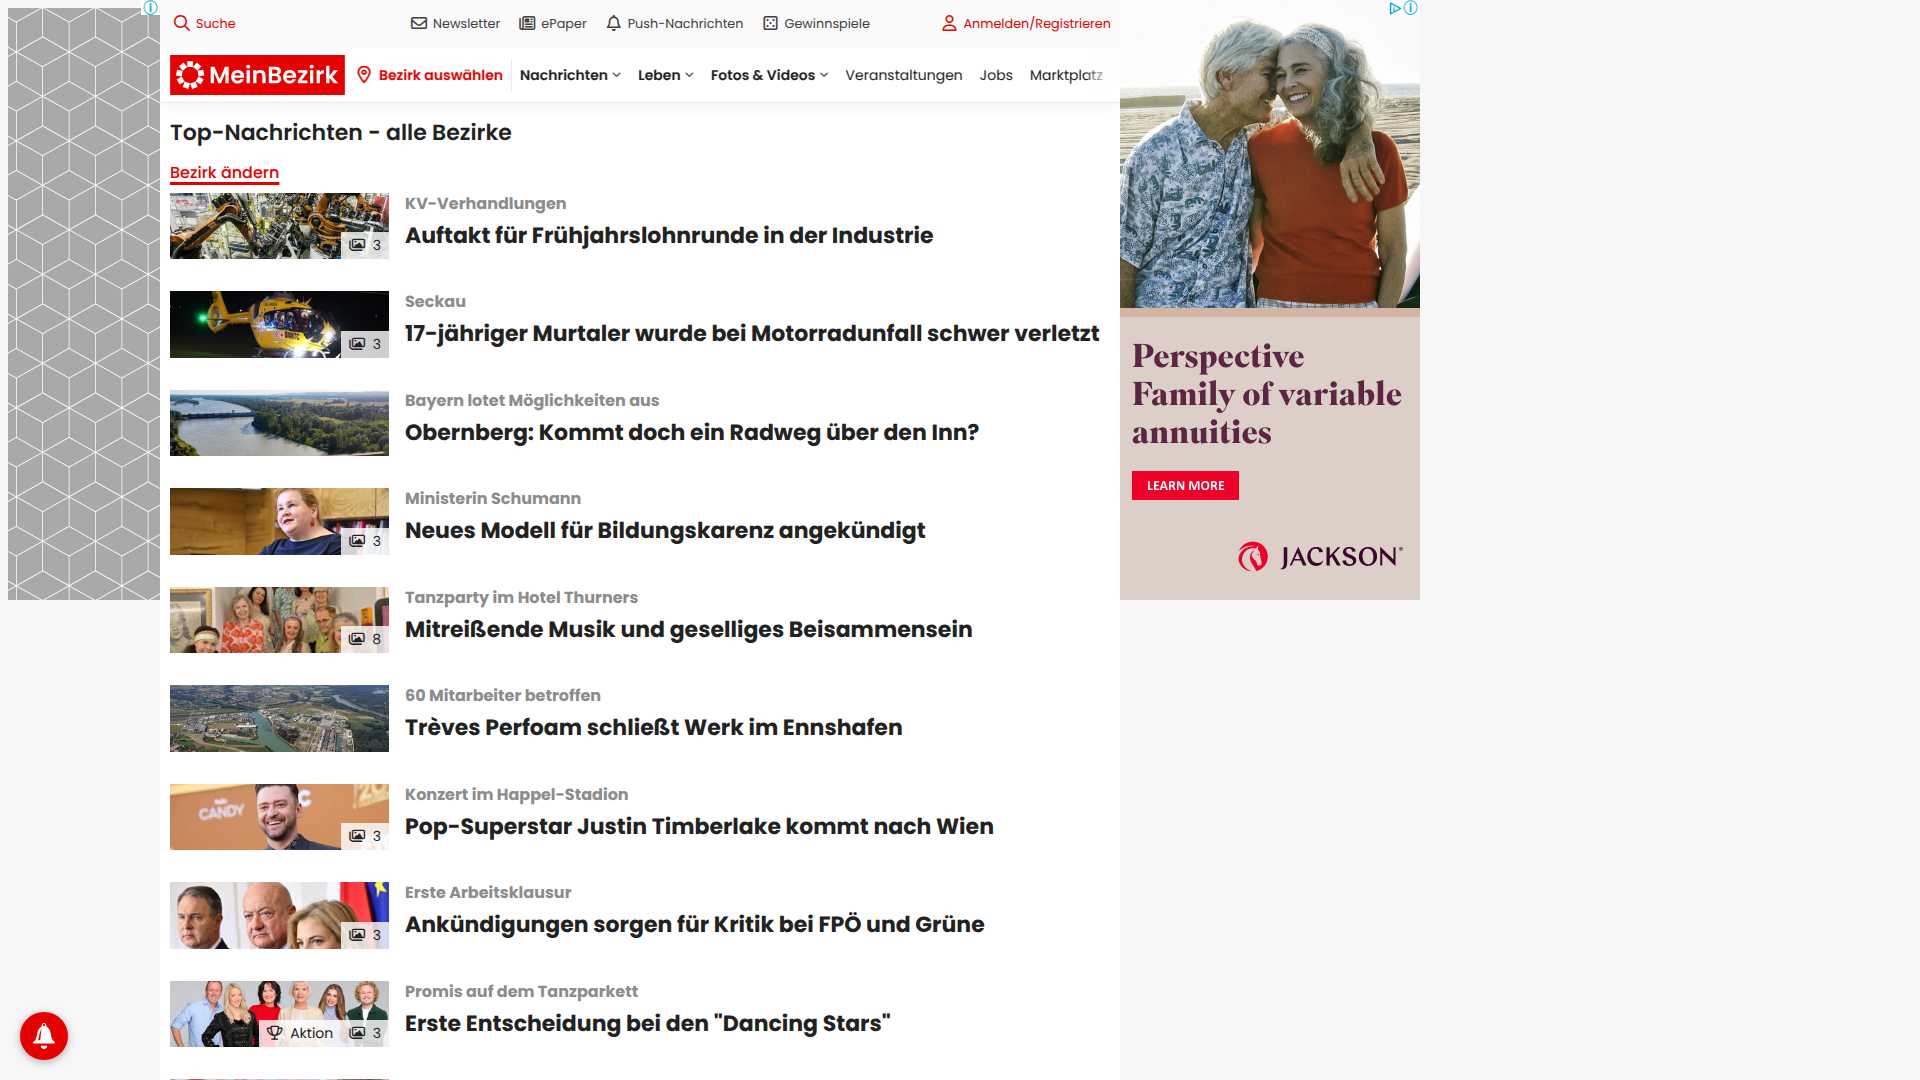 Suche
Newsletter
ePaper
Push-Nachrichten
Gewinnspiele
Anmelden/Registrieren
MeinBezirk
Bezirk auswählen
Nachrichten
Leben
Fotos & Videos
Veranstaltungen
Jobs
Marktplatz
Top-Nachrichten - alle Bezirke
Bezirk ändern
3
KV-Verhandlungen
Auftakt für Frühjahrslohnrunde in der Industrie
3
Seckau
17-jähriger Murtaler wurde bei Motorradunfall schwer verletzt
Bayern lotet Möglichkeiten aus
Obernberg: Kommt doch ein Radweg über den Inn?
3
Ministerin Schumann
Neues Modell für Bildungskarenz angekündigt
8
Tanzparty im Hotel Thurners
Mitreißende Musik und geselliges Beisammensein
60 Mitarbeiter betroffen
Trèves Perfoam schließt Werk im Ennshafen
CANDY
3
Konzert im Happel-Stadion
Pop-Superstar Justin Timberlake kommt nach Wien
3
Erste Arbeitsklausur
Ankündigungen sorgen für Kritik bei FPÖ und Grüne
Aktion
3
Promis auf dem Tanzparkett
Erste Entscheidung bei den "Dancing Stars"
Perspective
Family of variable
annuities
LEARN MORE
JACKSON